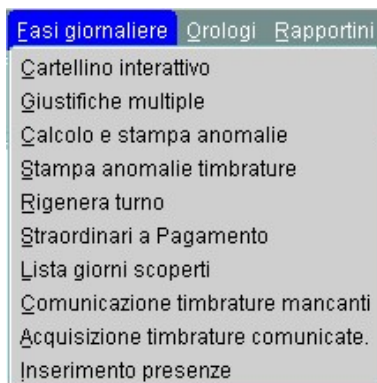 Fasi giornaliere Orologi Rapportini
Cartellino interattivo
Giustifiche multiple
Calcolo e stampa anomalie
Stampa anomalie timbrature
Rigenera turno
Straordinari a Pagamento
Lista giorni scoperti
Comunicazione timbrature mancanti
Acquisizione timbrature comunicate.
Inserimento presenze